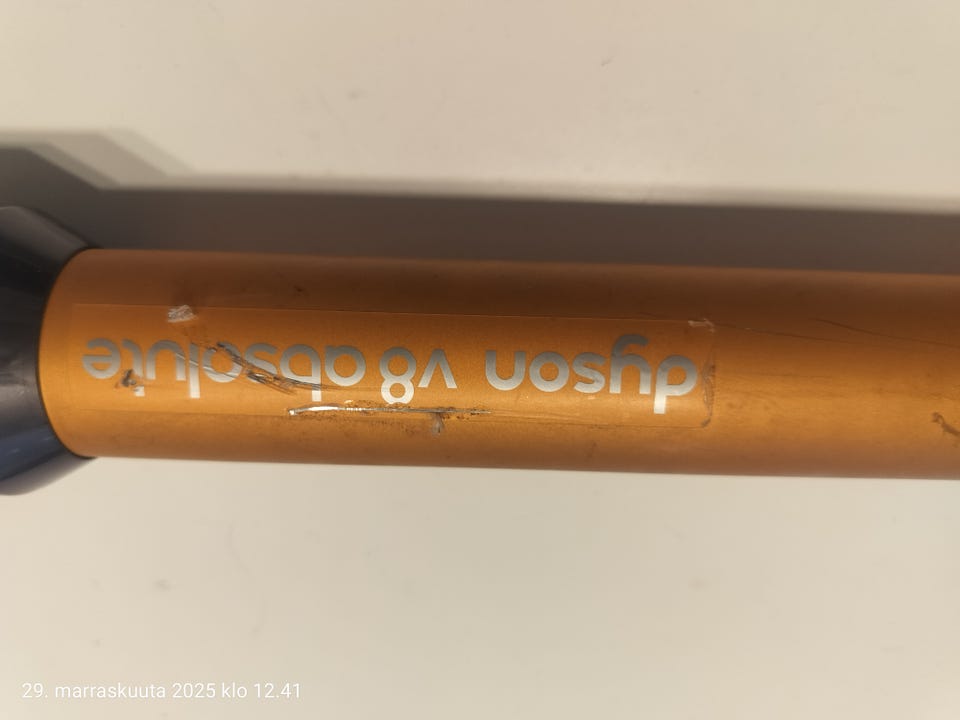 dyson v8 absolute
29. marraskuuta 2025 klo 12.41